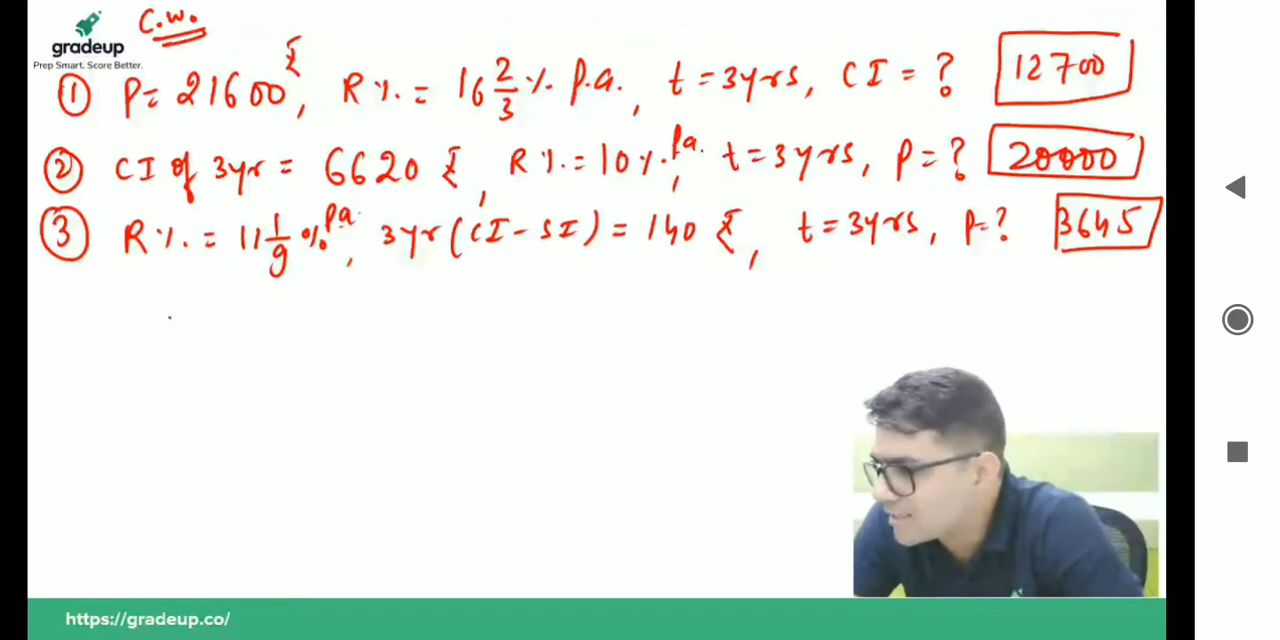 C.W.
gradeup
Prep Smart. Score Better.
① P= 21600 ₹, R %. = 16 2/3 %. p.a., t = 3yrs, CI = ? 12700
② CI of 3yr = 6620 ₹, R %. = 10 %. p.a., t = 3yrs, P = ? 20000
③ R %. = 11 1/9 % p.a., 3yr (CI - SI) = 140 ₹, t = 3yrs, P = ? 3645
https://gradeup.co/